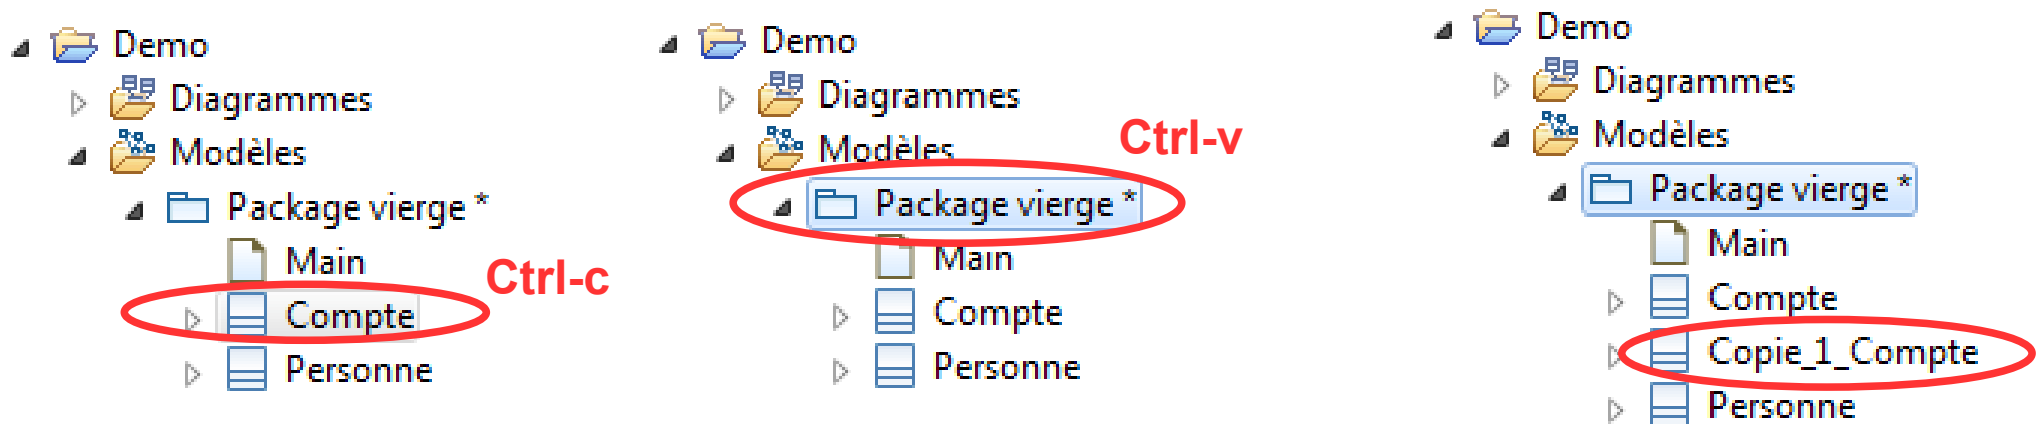 Demo
Diagrammes
Modèles
Package vierge *
Main
Compte
Personne
Ctrl-c
Demo
Diagrammes
Modèles
Package vierge *
Main
Compte
Personne
Ctrl-v
Demo
Diagrammes
Modèles
Package vierge *
Main
Compte
Copie_1_Compte
Personne